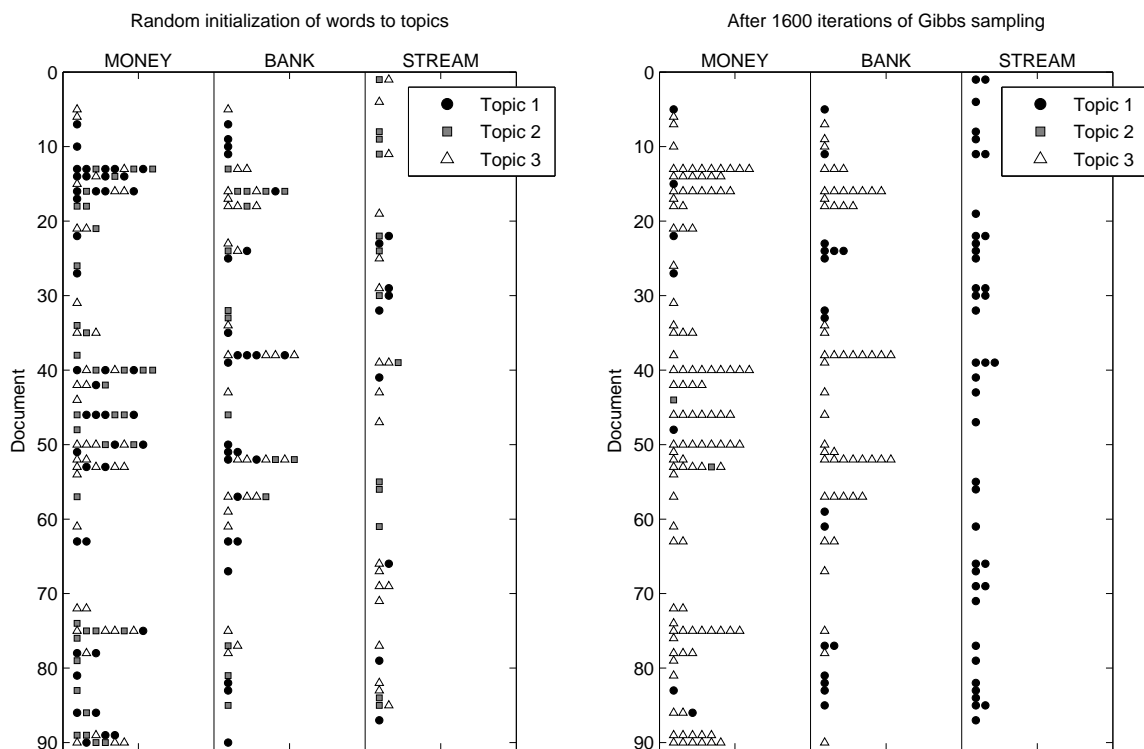 Random initialization of words to topics
MONEY BANK STREAM
0
10
20
30
40
50
60
70
80
90
Document
Topic 1
Topic 2
Topic 3
After 1600 iterations of Gibbs sampling
MONEY BANK STREAM
0
10
20
30
40
50
60
70
80
90
Document
Topic 1
Topic 2
Topic 3